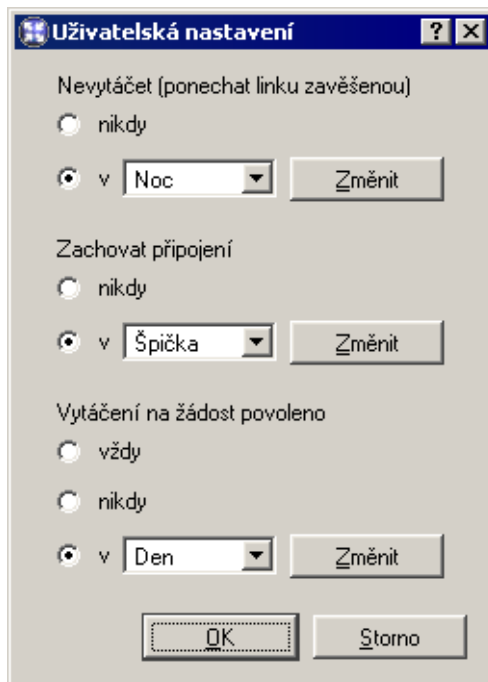 Uživatelská nastavení
Nevytáčet (ponechat linku zavěšenou)
nikdy
v Noc Změnit
Zachovat připojení
nikdy
v Špička Změnit
Vytáčení na žádost povoleno
vždy
nikdy
v Den Změnit
OK Storno